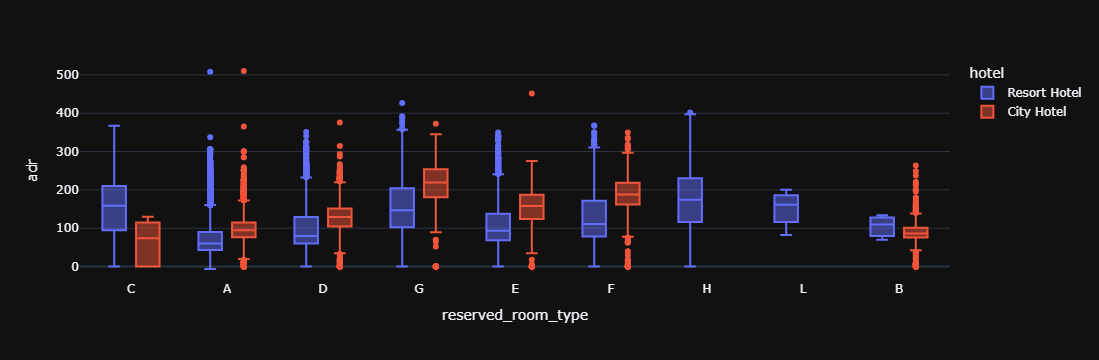 hotel
Resort Hotel
City Hotel
adr
500
400
300
200
100
0
C A D G E F H L B
reserved_room_type